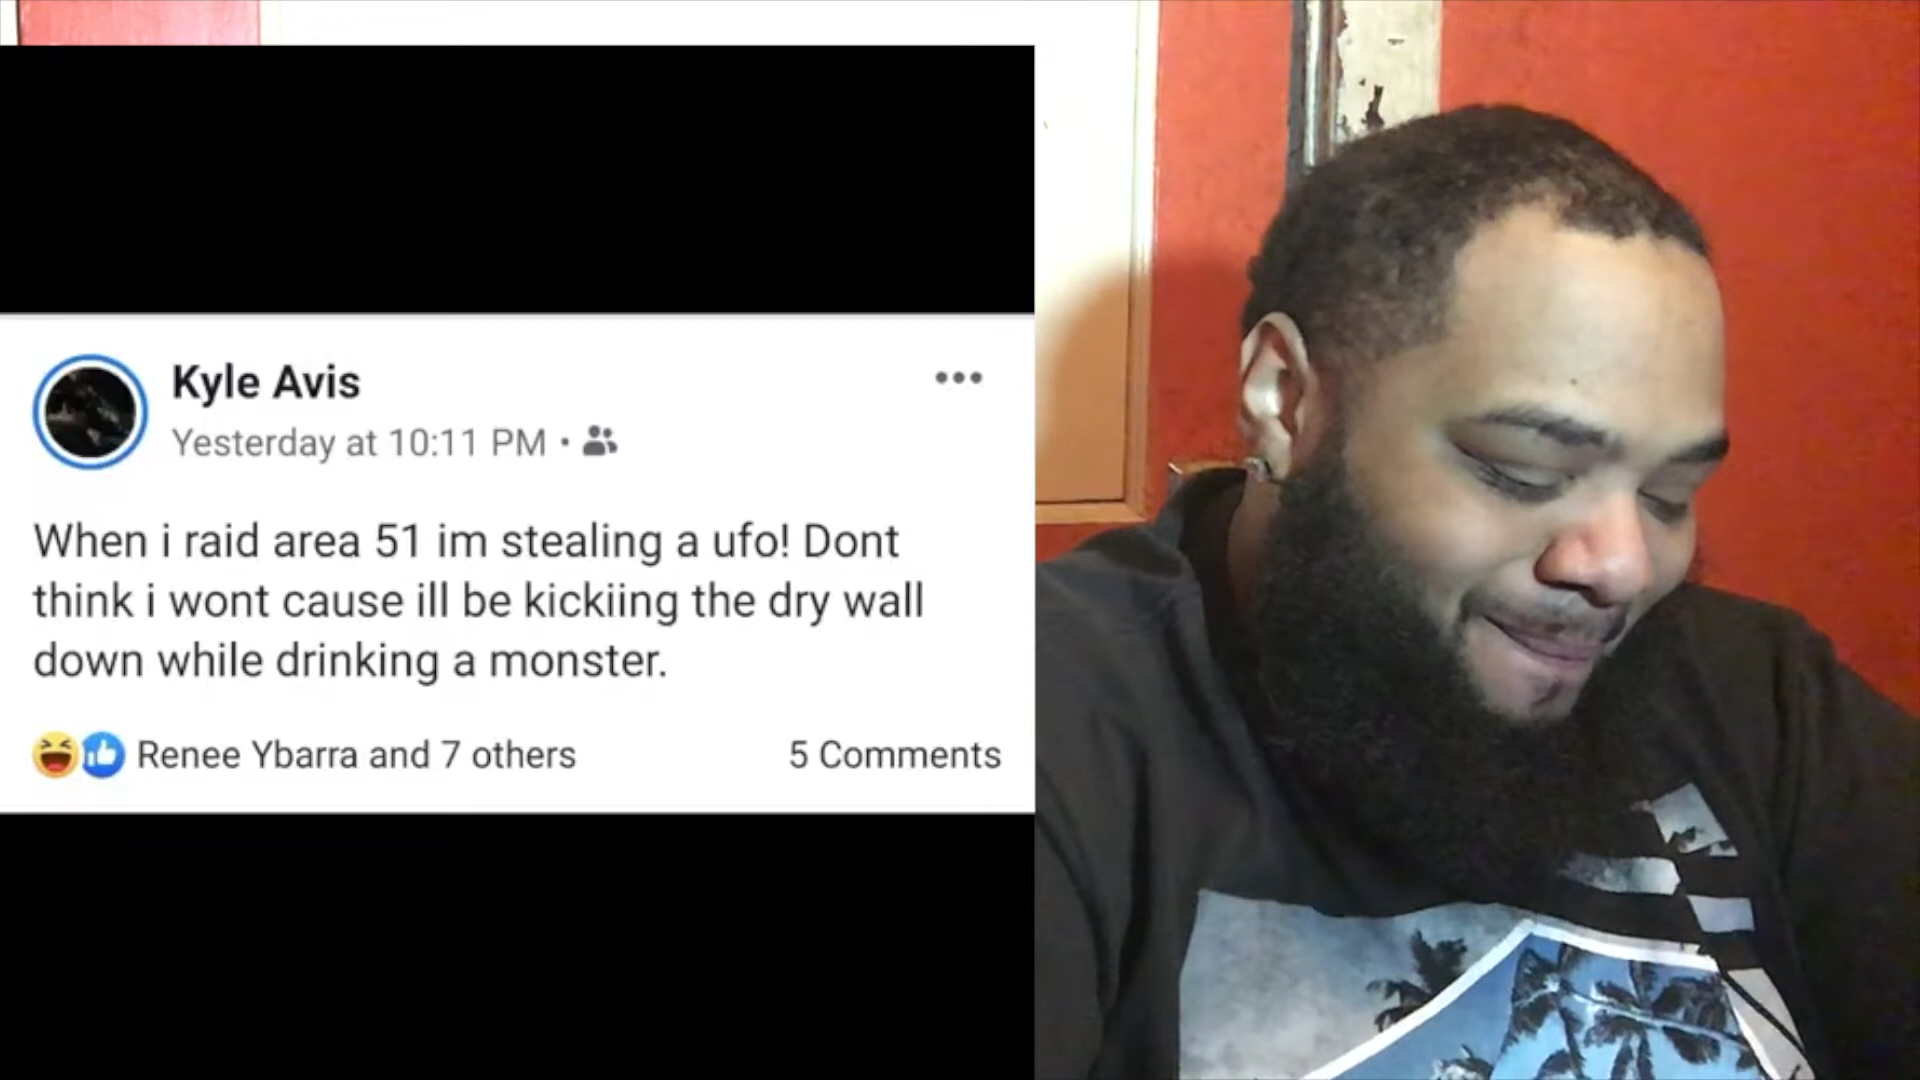 Kyle Avis
Yesterday at 10:11 PM •
When i raid area 51 im stealing a ufo! Dont
think i wont cause ill be kickiing the dry wall
down while drinking a monster.
Renee Ybarra and 7 others 5 Comments